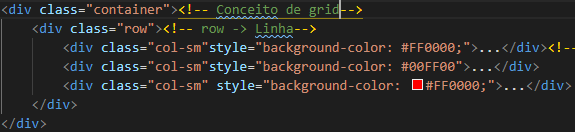 <div class="container"><!-- Conceito de grid-->
<div class="row"><!-- row -> Linha-->
<div class="col-sm"style="background-color: #FF0000;">...</div><!--
<div class="col-sm"style="background-color: #00FF00">...</div>
<div class="col-sm" style="background-color: #FF0000;">...</div>
</div>
</div>